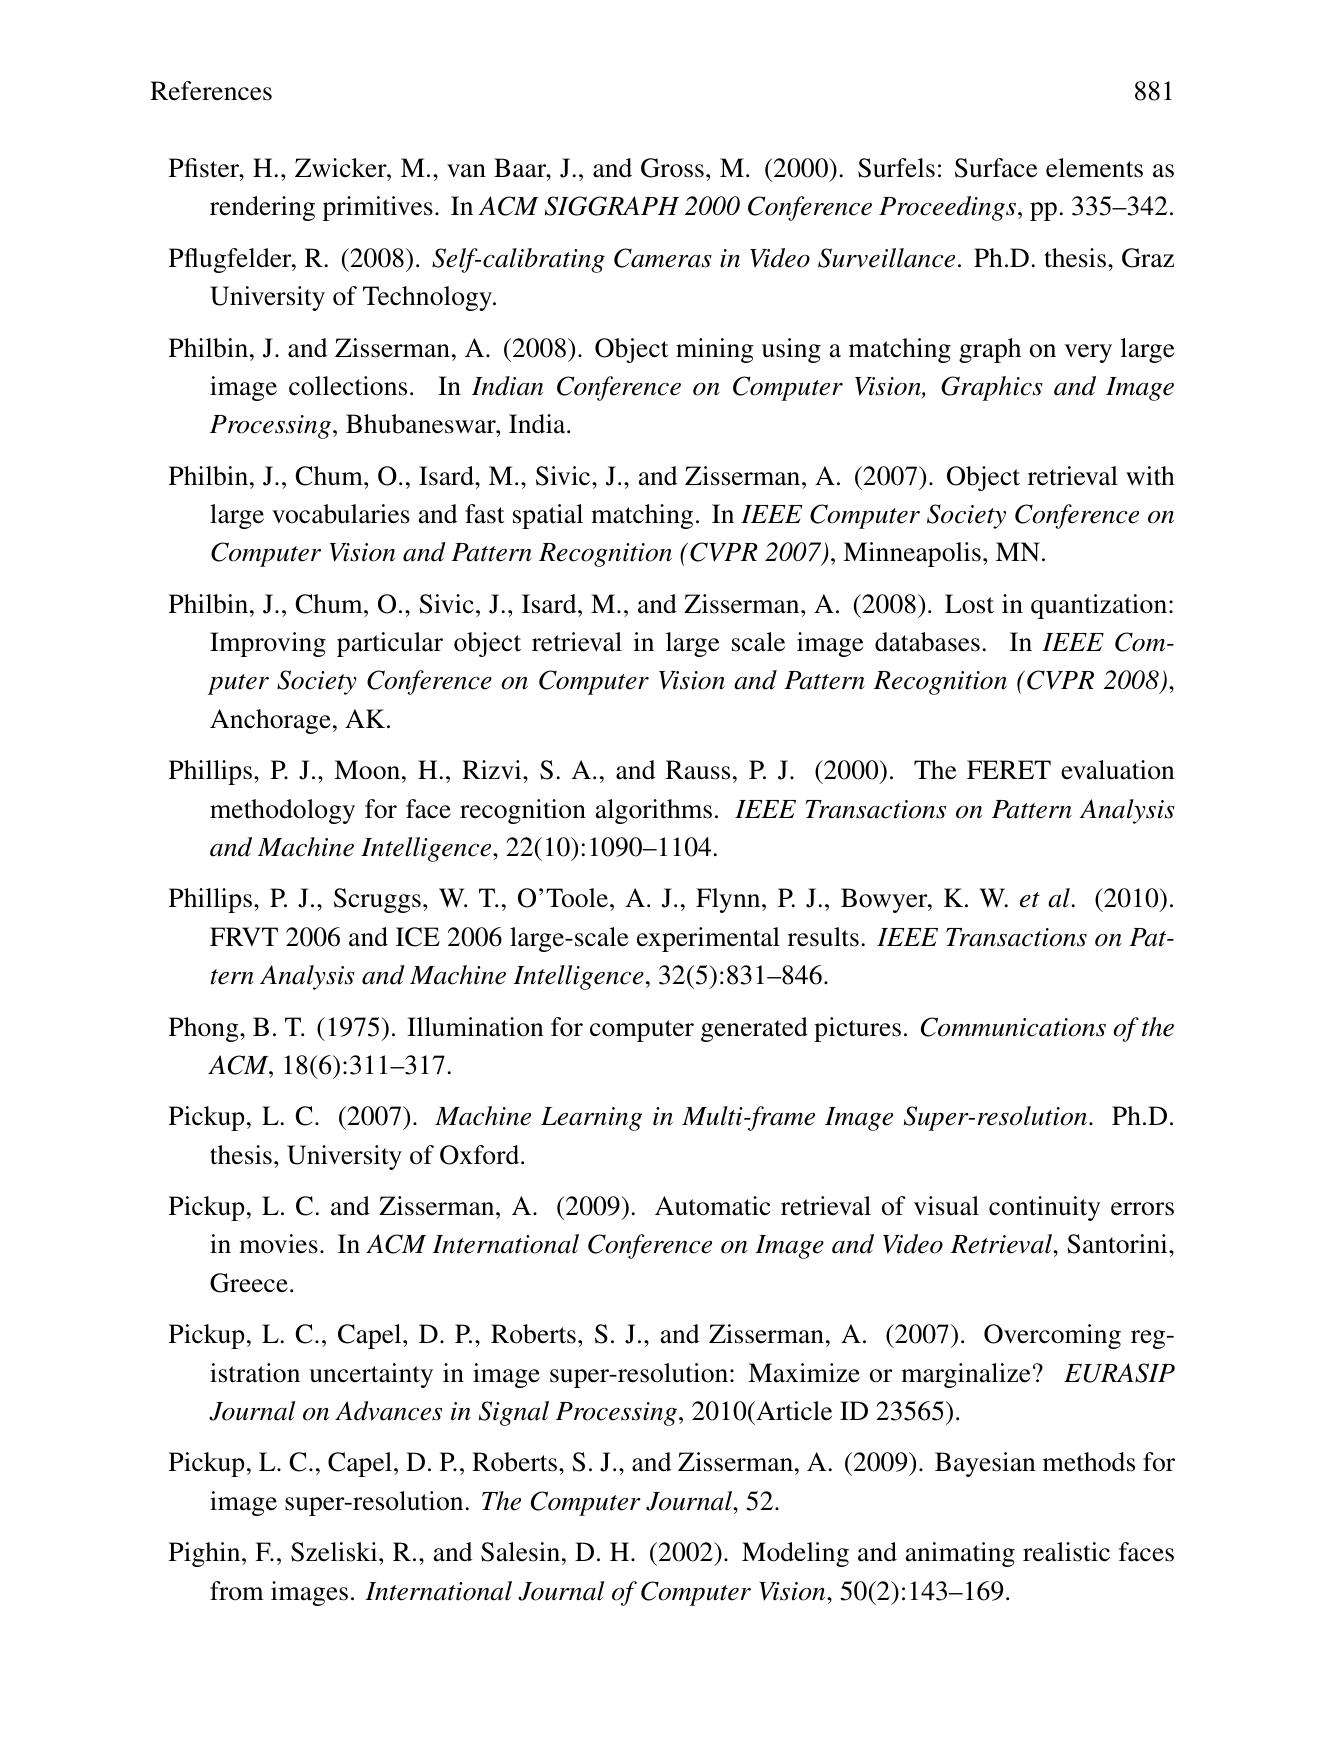 References 881
Pfister, H., Zwicker, M., van Baar, J., and Gross, M. (2000). Surfels: Surface elements as
rendering primitives. In ACM SIGGRAPH 2000 Conference Proceedings, pp. 335–342.
Pflugfelder, R. (2008). Self-calibrating Cameras in Video Surveillance. Ph.D. thesis, Graz
University of Technology.
Philbin, J. and Zisserman, A. (2008). Object mining using a matching graph on very large
image collections. In Indian Conference on Computer Vision, Graphics and Image
Processing, Bhubaneswar, India.
Philbin, J., Chum, O., Isard, M., Sivic, J., and Zisserman, A. (2007). Object retrieval with
large vocabularies and fast spatial matching. In IEEE Computer Society Conference on
Computer Vision and Pattern Recognition (CVPR 2007), Minneapolis, MN.
Philbin, J., Chum, O., Sivic, J., Isard, M., and Zisserman, A. (2008). Lost in quantization:
Improving particular object retrieval in large scale image databases. In IEEE Com-
puter Society Conference on Computer Vision and Pattern Recognition (CVPR 2008),
Anchorage, AK.
Phillips, P. J., Moon, H., Rizvi, S. A., and Rauss, P. J. (2000). The FERET evaluation
methodology for face recognition algorithms. IEEE Transactions on Pattern Analysis
and Machine Intelligence, 22(10):1090–1104.
Phillips, P. J., Scruggs, W. T., O’Toole, A. J., Flynn, P. J., Bowyer, K. W. et al. (2010).
FRVT 2006 and ICE 2006 large-scale experimental results. IEEE Transactions on Pat-
tern Analysis and Machine Intelligence, 32(5):831–846.
Phong, B. T. (1975). Illumination for computer generated pictures. Communications of the
ACM, 18(6):311–317.
Pickup, L. C. (2007). Machine Learning in Multi-frame Image Super-resolution. Ph.D.
thesis, University of Oxford.
Pickup, L. C. and Zisserman, A. (2009). Automatic retrieval of visual continuity errors
in movies. In ACM International Conference on Image and Video Retrieval, Santorini,
Greece.
Pickup, L. C., Capel, D. P., Roberts, S. J., and Zisserman, A. (2007). Overcoming reg-
istration uncertainty in image super-resolution: Maximize or marginalize? EURASIP
Journal on Advances in Signal Processing, 2010(Article ID 23565).
Pickup, L. C., Capel, D. P., Roberts, S. J., and Zisserman, A. (2009). Bayesian methods for
image super-resolution. The Computer Journal, 52.
Pighin, F., Szeliski, R., and Salesin, D. H. (2002). Modeling and animating realistic faces
from images. International Journal of Computer Vision, 50(2):143–169.